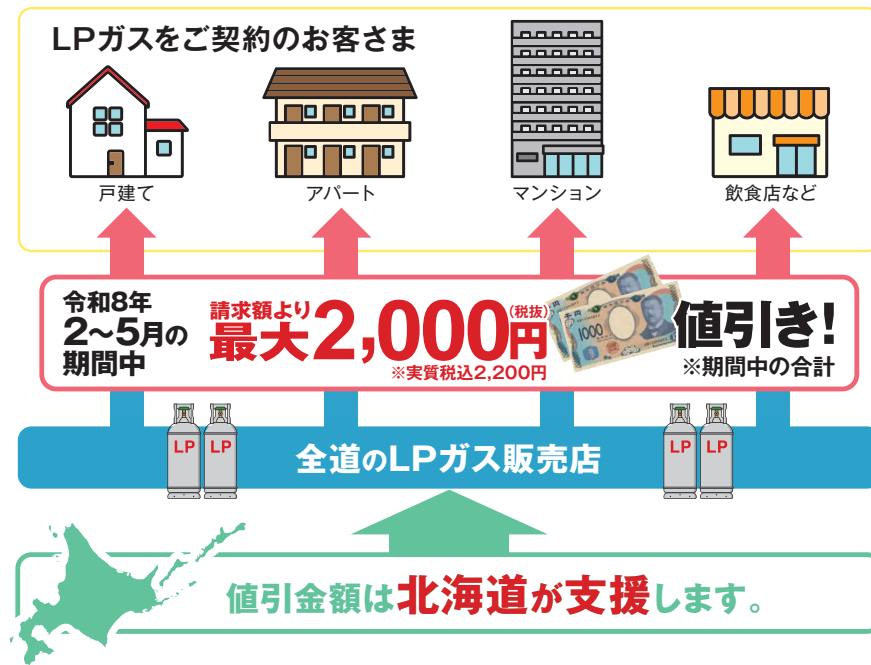 LPガスをご契約のお客さま
戸建て
アパート
マンション
飲食店など
令和8年
2〜5月の
期間中
請求額より
最大2,000円(税抜)
※実質税込2,200円
千円
1000
値引き!
※期間中の合計
LP LP
全道のLPガス販売店
LP LP
値引金額は北海道が支援します。